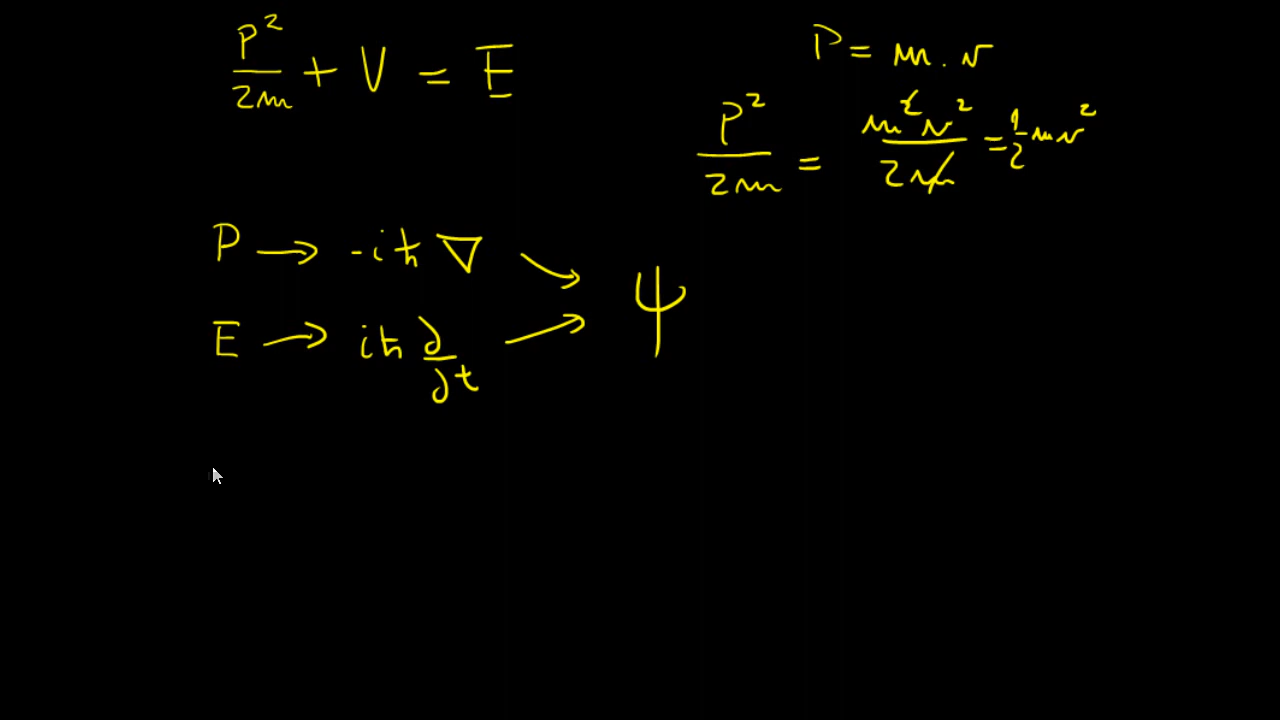 P²/2m + V = E
P = m . v
P²/2m = m²v²/2m = 1/2 mv²
P → -iħ ∇
ψ
E → iħ ∂/∂t